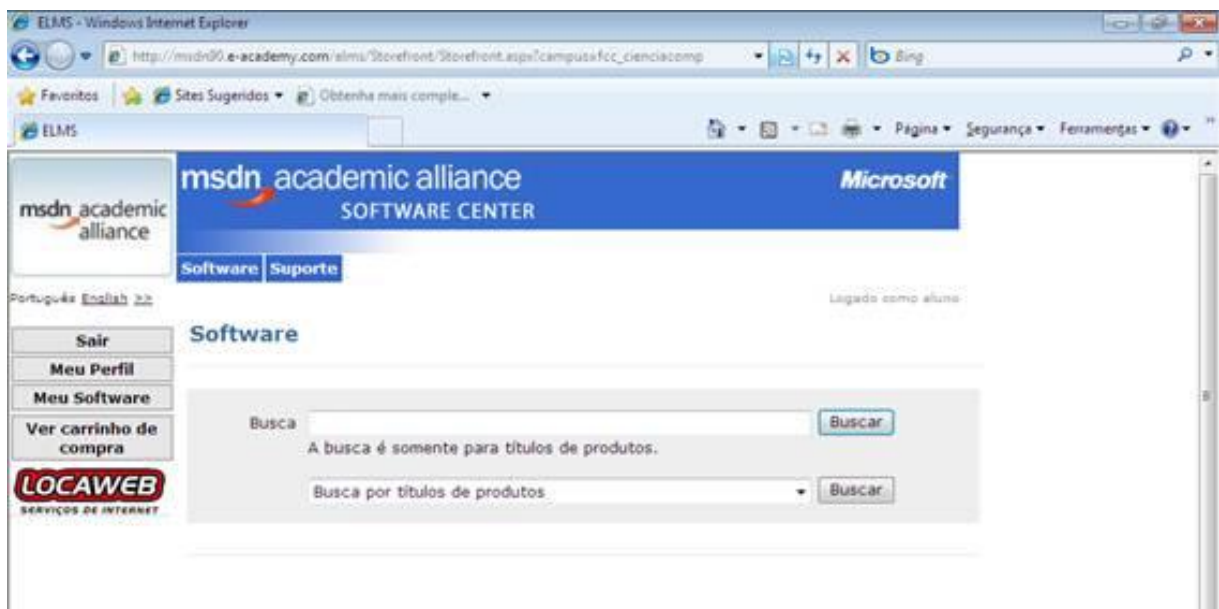 ELMS - Windows Internet Explorer
http://msdn00.e-academy.com/elms/Storefront/Storefront.aspx?campus=fcc_cienciacomp
Bing
Favoritos Sites Sugeridos Obtenha mais comple...
ELMS
Página Segurança Ferramentas
msdn academic alliance
SOFTWARE CENTER
Microsoft
msdn academic
alliance
Software Suporte
Português English >>
Logado como aluno
Sair
Meu Perfil
Meu Software
Ver carrinho de
compra
LOCAWEB
SERVIÇOS DE INTERNET
Software
Busca
Buscar
A busca é somente para títulos de produtos.
Busca por títulos de produtos
Buscar